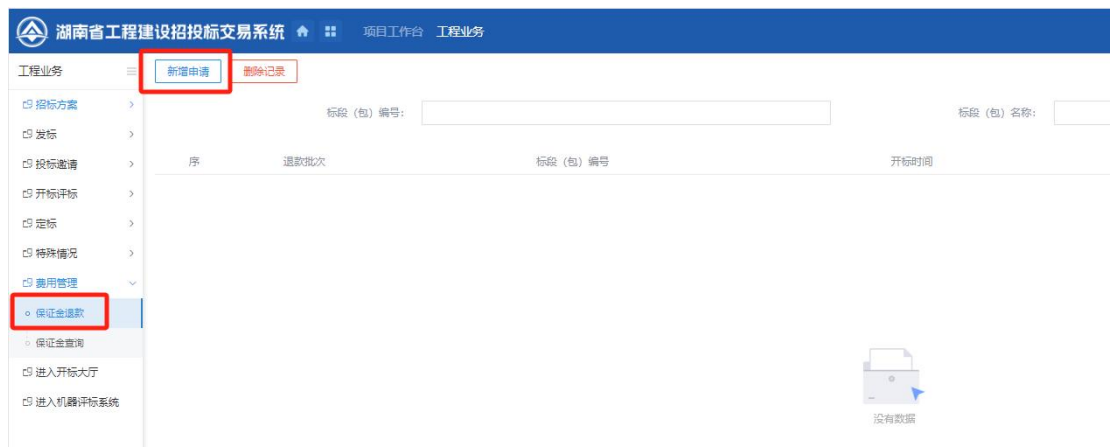 湖南省工程建设招投标交易系统 项目工作台 工程业务
工程业务 新增申请 删除记录
招标方案 标段（包）编号： 标段（包）名称：
发标
投标邀请 序 退款批次 标段（包）编号 开标时间
开标评标
定标
特殊情况
费用管理
保证金退款
保证金查询
进入开标大厅
进入机器评标系统
没有数据